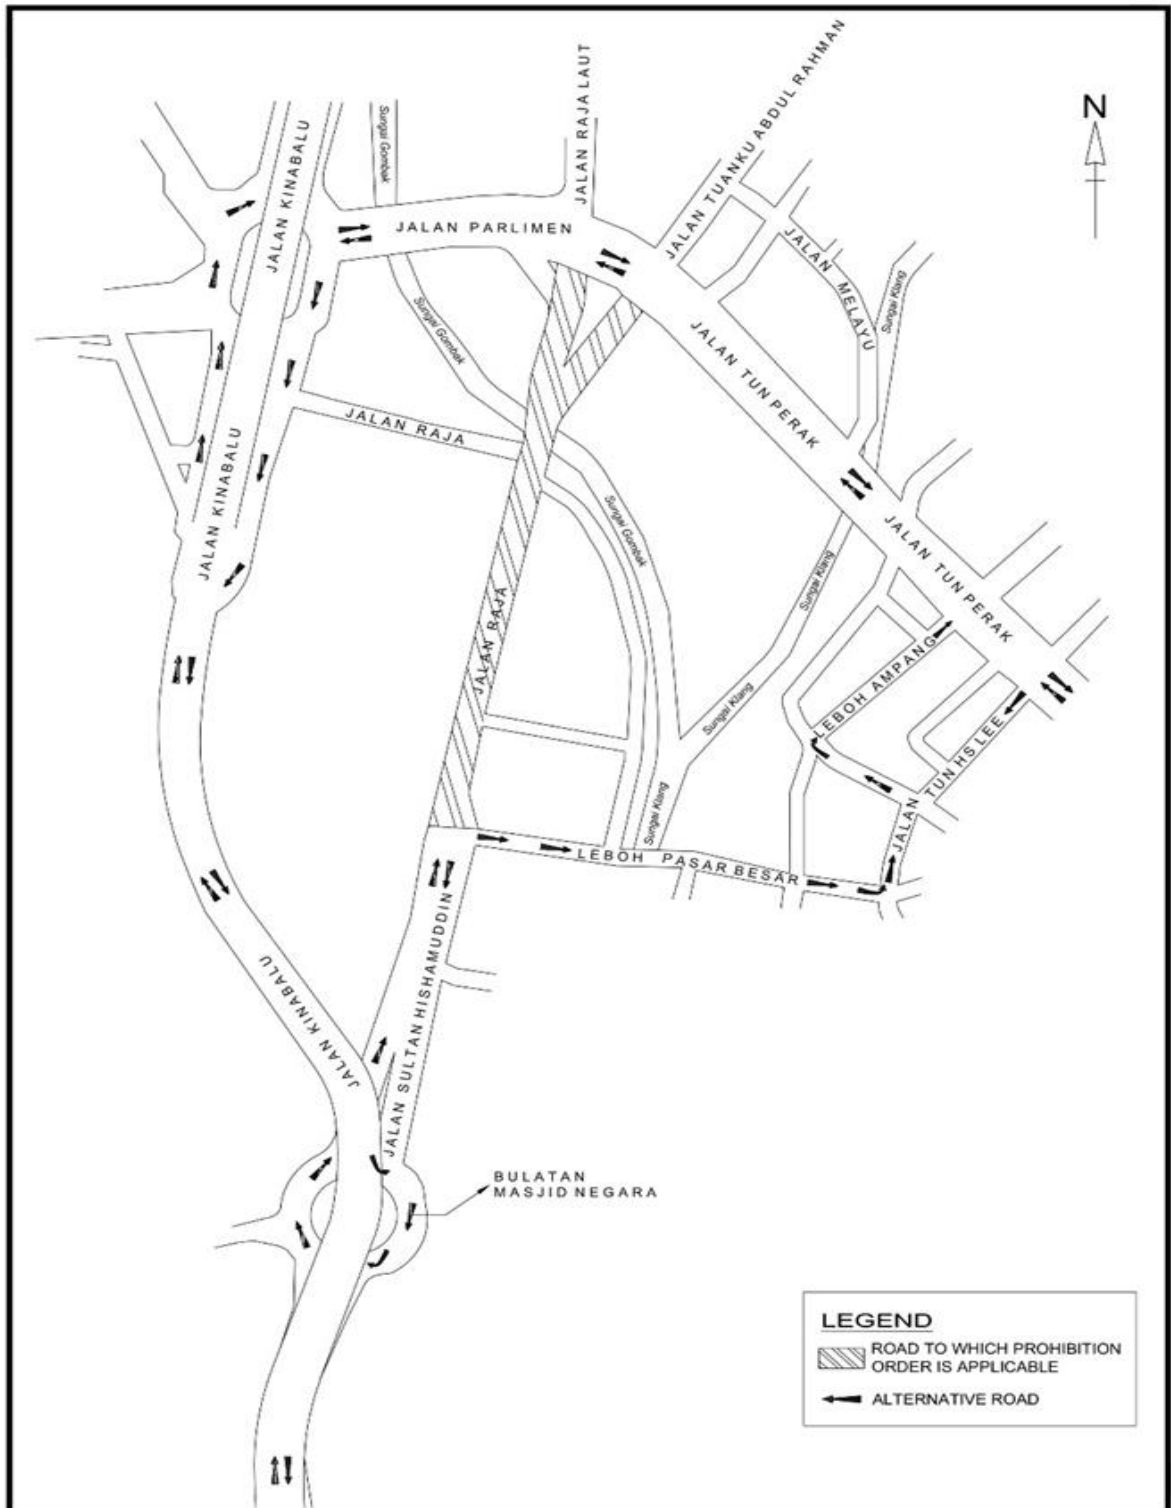 JALAN RAJA LAUT
JALAN TUANKU ABDUL RAHMAN
N
Sungai Gombak
JALAN KINABALU
JALAN PARLIMEN
JALAN KINABALU
JALAN MELAYU
Sungai Klang
Sungai Gombak
JALAN TUN PERAK
JALAN RAJA
JALAN KINABALU
Sungai Gombak
JALAN TUN PERAK
Sungai Klang
JALAN RAJA
LEBOH AMPANG
Sungai Klang
JALAN TUN HS LEE
Sungai Klang
LEBOH PASAR BESAR
JALAN SULTAN HISHAMUDDIN
JALAN KINABALU
BULATAN
MASJID NEGARA
LEGEND
ROAD TO WHICH PROHIBITION
ORDER IS APPLICABLE
ALTERNATIVE ROAD